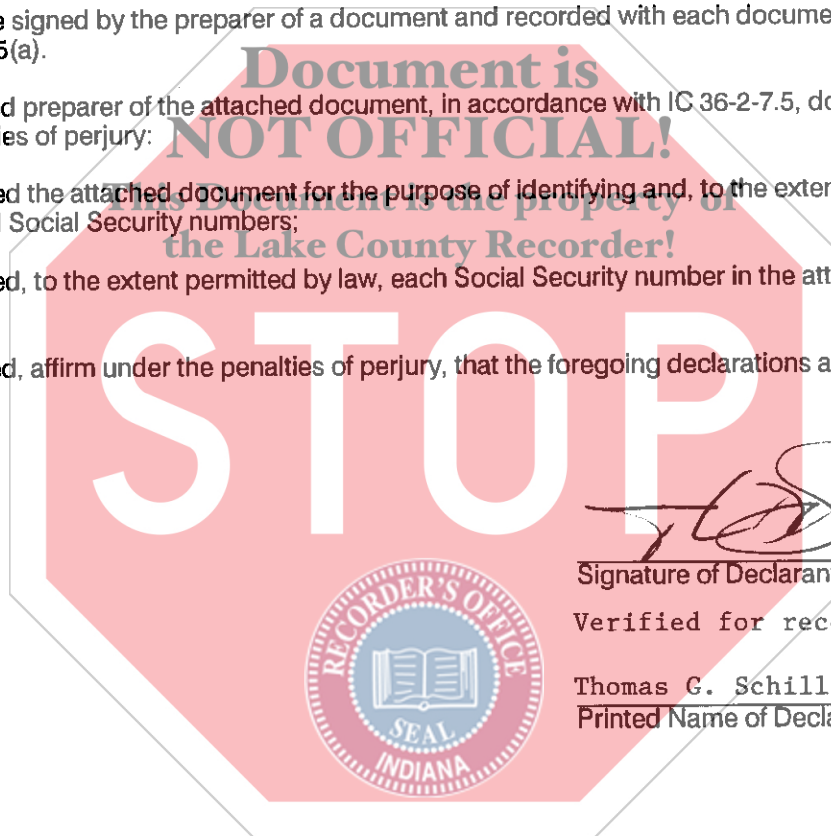 e signed by the preparer of a document and recorded with each docume
5(a).
Document is
d preparer of the attached document, in accordance with IC 36-2-7.5, do
es of perjury:
NOT OFFICIAL!
ed the attached document for the purpose of identifying and, to the exten
This Document is the property of
l Social Security numbers;
the Lake County Recorder!
ed, to the extent permitted by law, each Social Security number in the att
STOP
ed, affirm under the penalties of perjury, that the foregoing declarations a
Signature of Declaran
Verified for rec
Thomas G. Schill
Printed Name of Decla
RECORDER'S OFFICE
SEAL
INDIANA